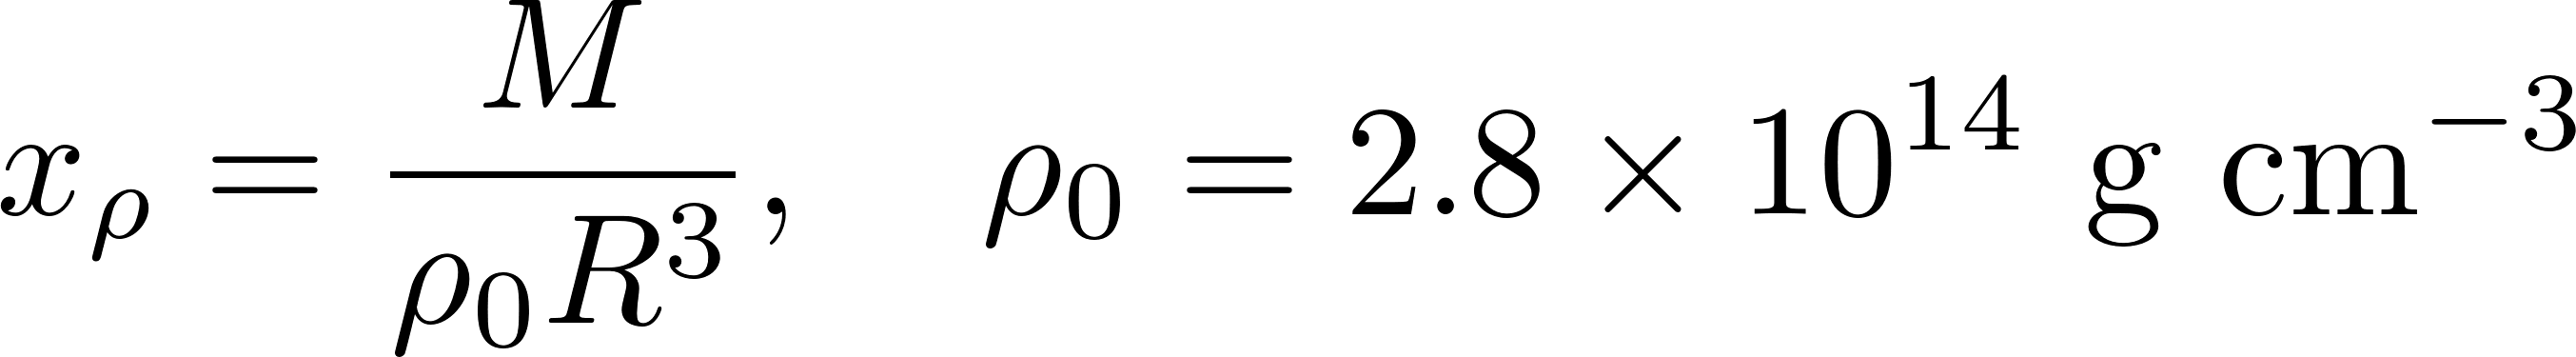 x_ρ = M / (ρ_0 R^3), ρ_0 = 2.8 × 10^14 g cm^−3